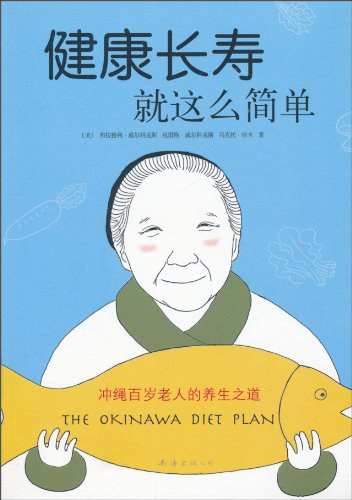 健康长寿
就这么简单
(美) 布拉德利·威尔科克斯 克雷格·威尔科克斯 马克托·铃木 著
冲绳百岁老人的养生之道
THE OKINAWA DIET PLAN
南海出版公司